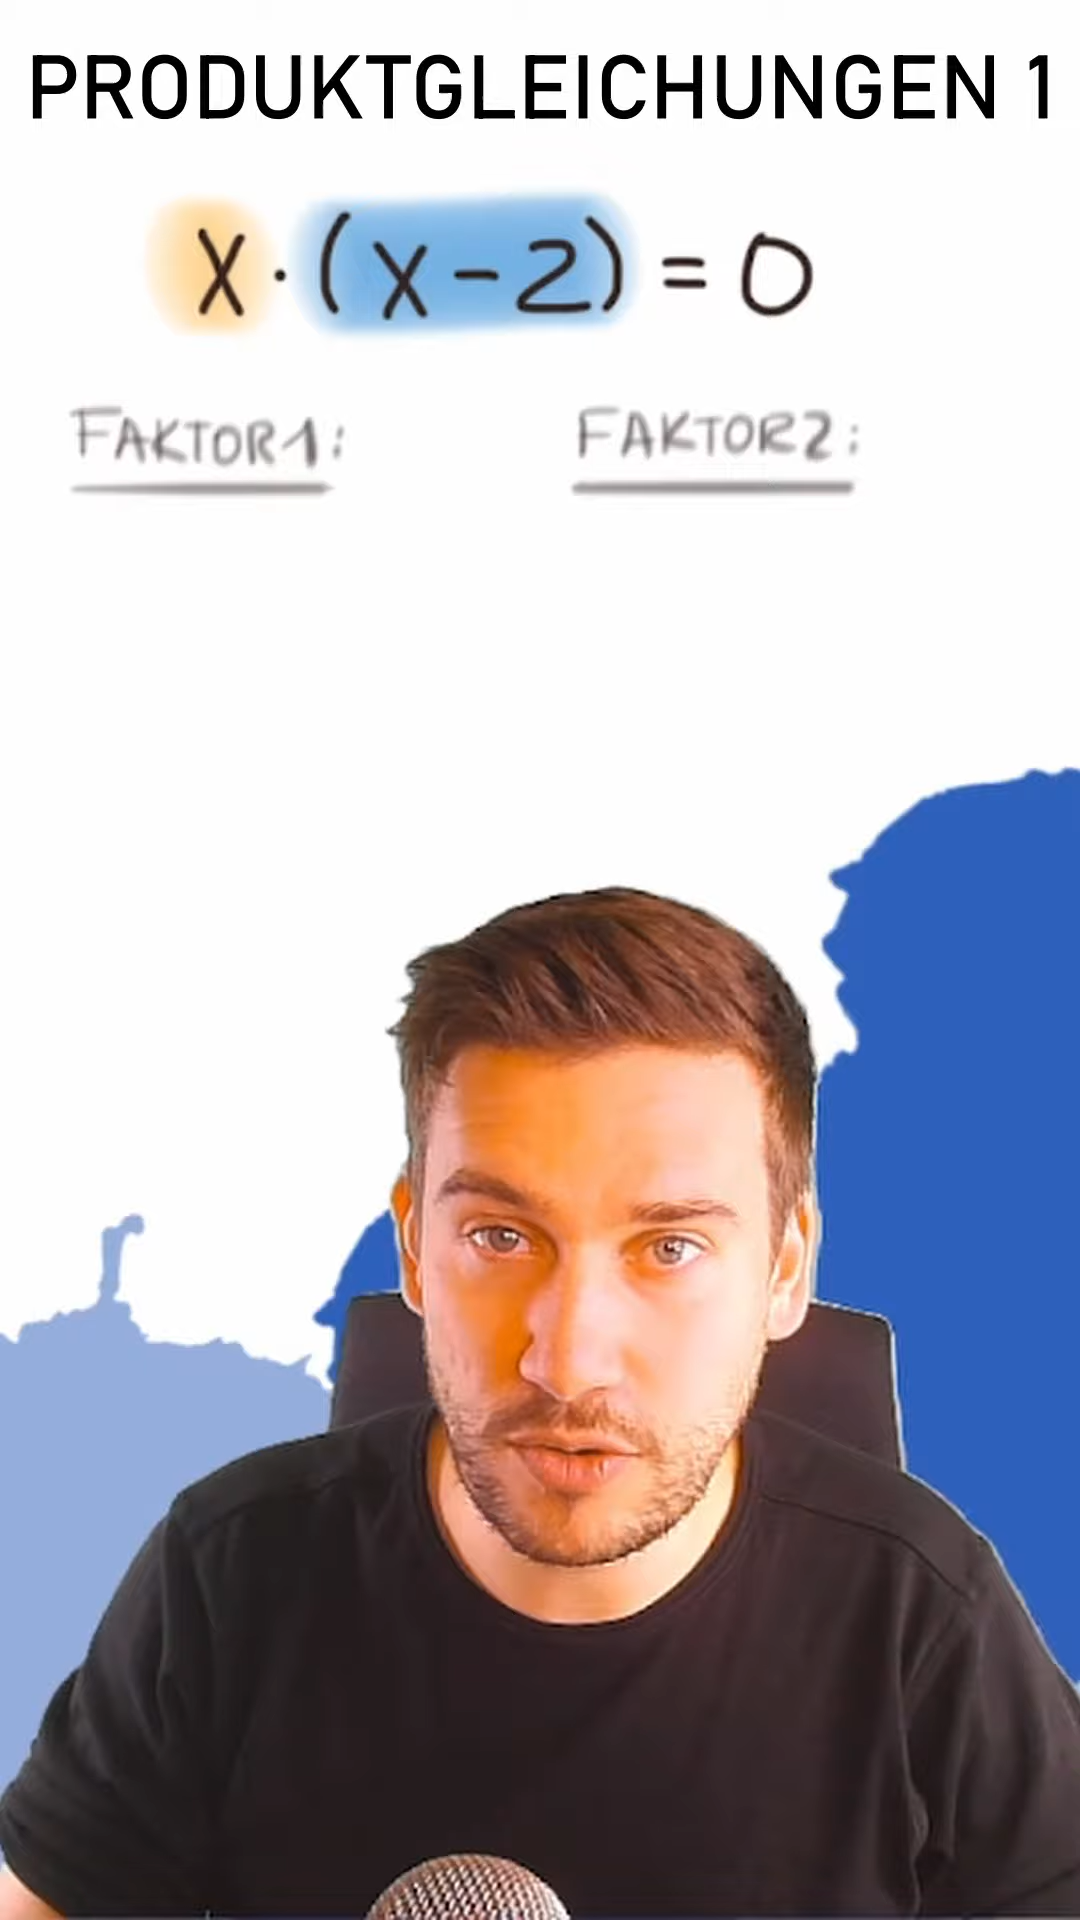 PRODUKTGLEICHUNGEN 1
x · (x - 2) = 0
FAKTOR1: FAKTOR2: